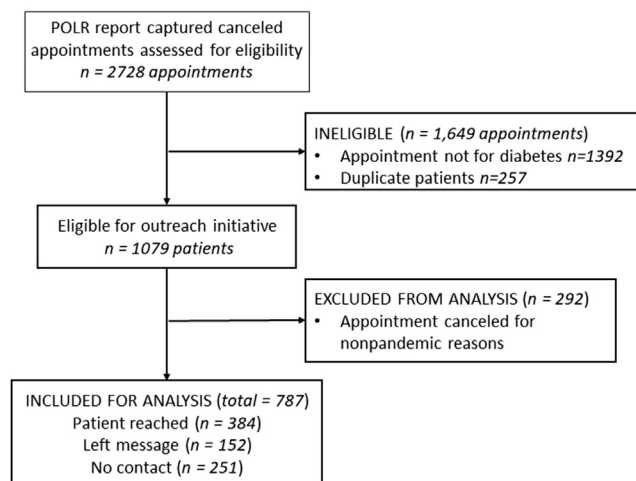 POLR report captured canceled
appointments assessed for eligibility
n = 2728 appointments
INELIGIBLE (n = 1,649 appointments)
• Appointment not for diabetes n=1392
• Duplicate patients n=257
Eligible for outreach initiative
n = 1079 patients
EXCLUDED FROM ANALYSIS (n = 292)
• Appointment canceled for
nonpandemic reasons
INCLUDED FOR ANALYSIS (total = 787)
Patient reached (n = 384)
Left message (n = 152)
No contact (n = 251)